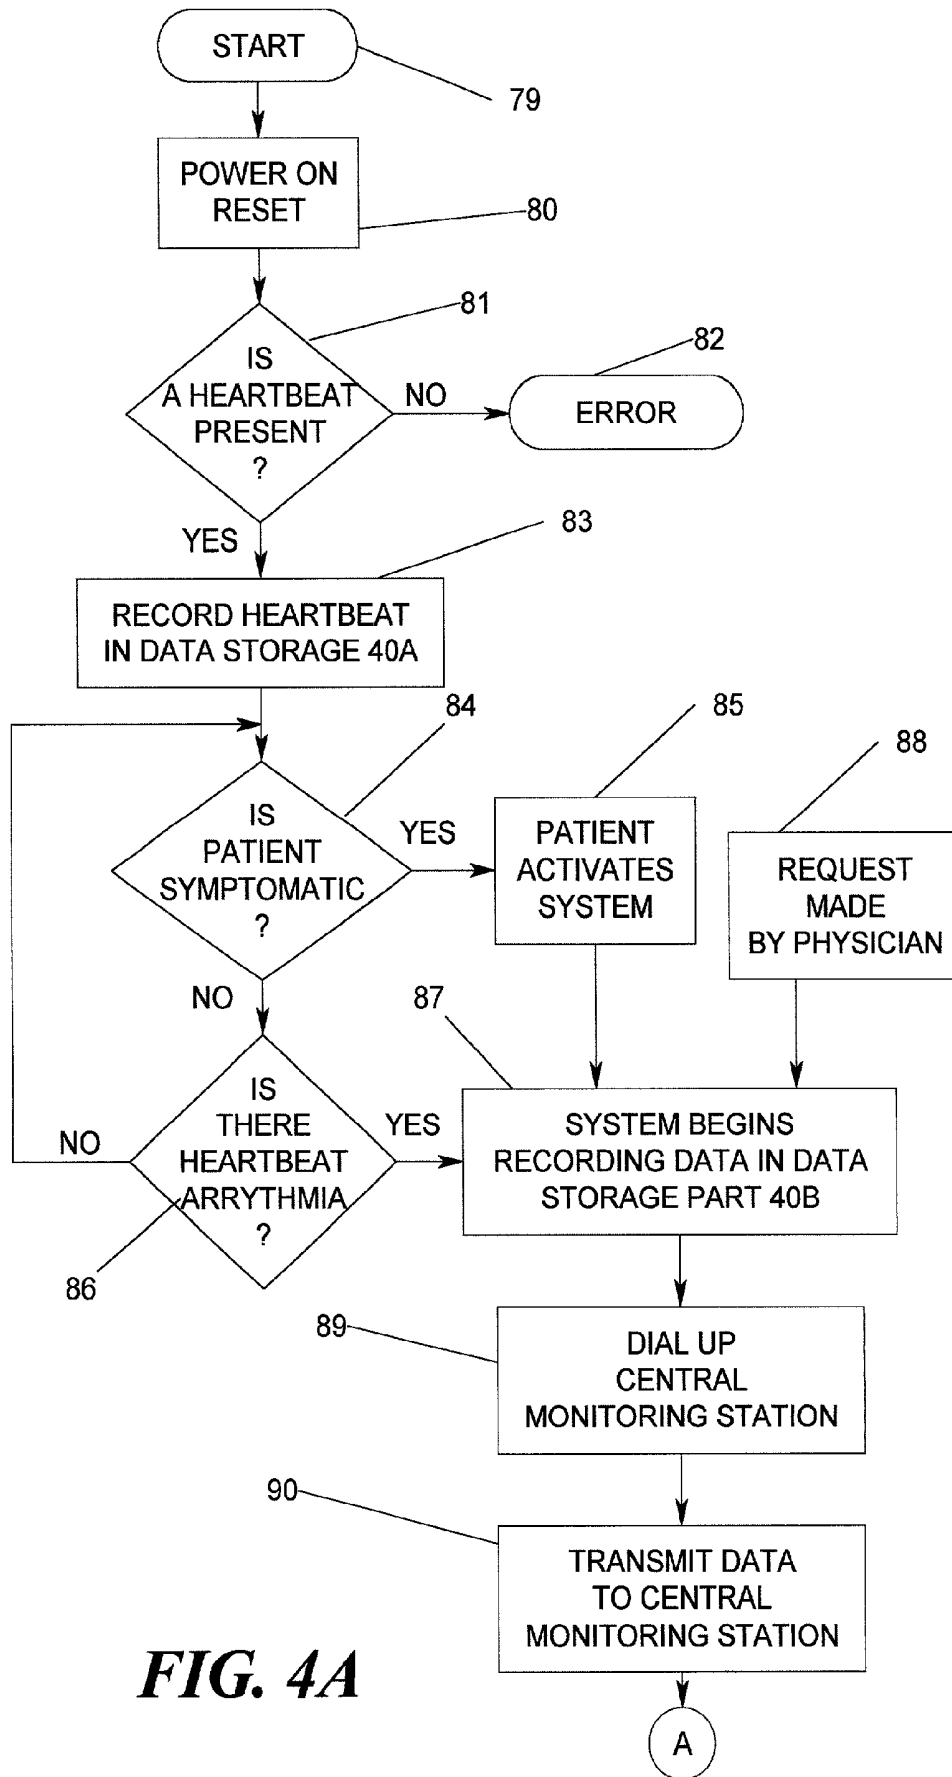 START
79
POWER ON
RESET
80
81
IS
A HEARTBEAT
PRESENT
?
NO
82
ERROR
YES
83
RECORD HEARTBEAT
IN DATA STORAGE 40A
84
IS
PATIENT
SYMPTOMATIC
?
YES
85
PATIENT
ACTIVATES
SYSTEM
88
REQUEST
MADE
BY PHYSICIAN
NO
IS
THERE
HEARTBEAT
ARRYTHMIA
?
NO
YES
86
87
SYSTEM BEGINS
RECORDING DATA IN DATA
STORAGE PART 40B
89
DIAL UP
CENTRAL
MONITORING STATION
90
TRANSMIT DATA
TO CENTRAL
MONITORING STATION
A
FIG. 4A